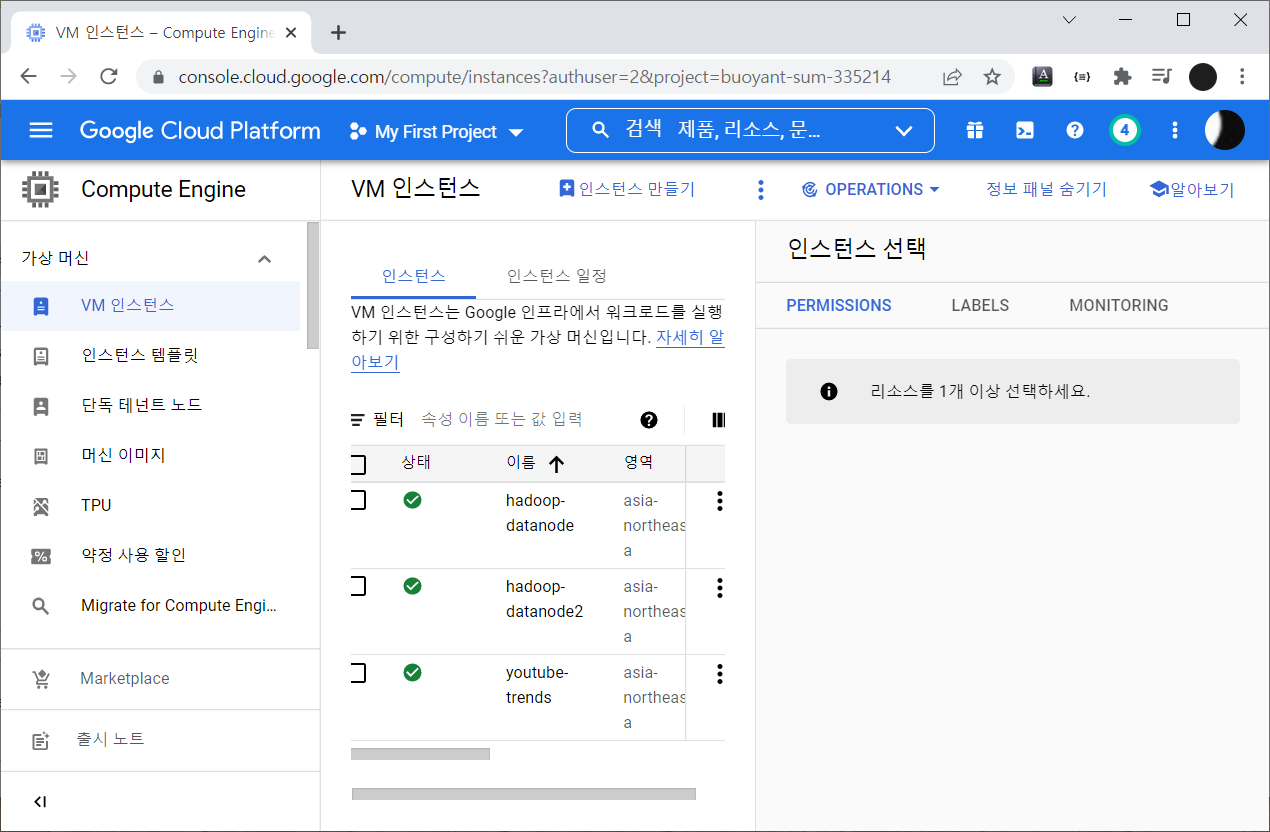 VM 인스턴스 – Compute Engine
console.cloud.google.com/compute/instances?authuser=2&project=buoyant-sum-335214
Google Cloud Platform
My First Project
검색 제품, 리소스, 문...
4
Compute Engine
VM 인스턴스
인스턴스 만들기
OPERATIONS
정보 패널 숨기기
알아보기
가상 머신
VM 인스턴스
인스턴스 템플릿
단독 테넌트 노드
머신 이미지
TPU
약정 사용 할인
Migrate for Compute Engi...
Marketplace
출시 노트
인스턴스
인스턴스 일정
VM 인스턴스는 Google 인프라에서 워크로드를 실행
하기 위한 구성하기 쉬운 가상 머신입니다. 자세히 알
아보기
필터 속성 이름 또는 값 입력
상태 이름 영역
hadoop- asia-
datanode northeas
a
hadoop- asia-
datanode2 northeas
a
youtube- asia-
trends northeas
a
인스턴스 선택
PERMISSIONS LABELS MONITORING
리소스를 1개 이상 선택하세요.